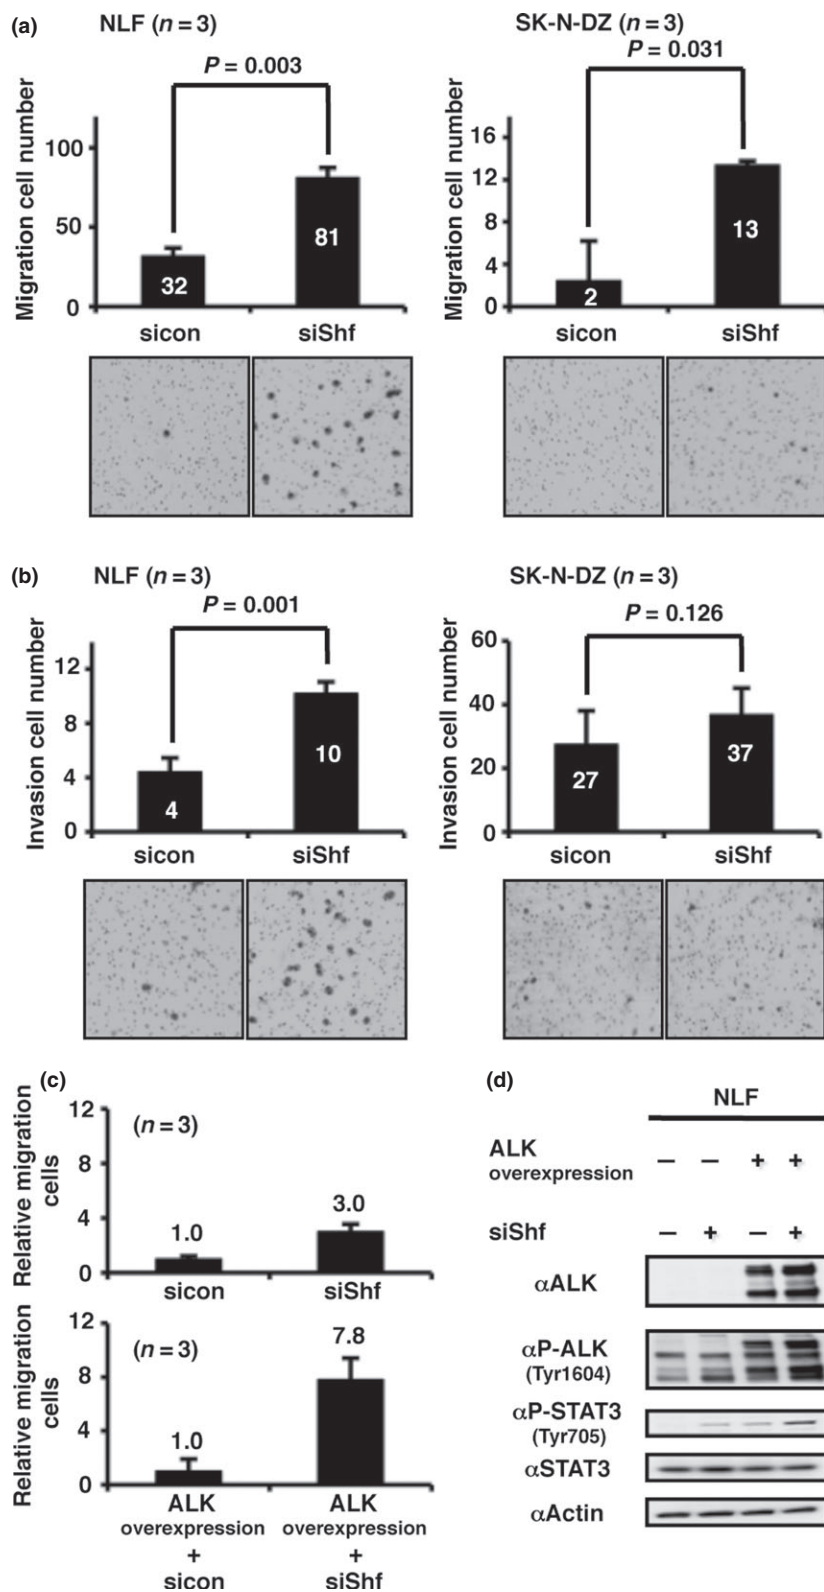 (a)
NLF (n = 3)
P = 0.003
Migration cell number
100
50
0
32
81
sicon
siShf
SK-N-DZ (n = 3)
P = 0.031
Migration cell number
16
12
8
4
0
2
13
sicon
siShf
(b)
NLF (n = 3)
P = 0.001
Invasion cell number
12
8
4
0
4
10
sicon
siShf
SK-N-DZ (n = 3)
P = 0.126
Invasion cell number
60
40
20
0
27
37
sicon
siShf
(c)
Relative migration
cells
12
8
4
0
(n = 3)
1.0
3.0
sicon
siShf
Relative migration
cells
12
8
4
0
(n = 3)
1.0
7.8
ALK
overexpression
+
sicon
ALK
overexpression
+
siShf
(d)
NLF
ALK
overexpression
– – + +
siShf – + – +
αALK
αP-ALK
(Tyr1604)
αP-STAT3
(Tyr705)
αSTAT3
αActin